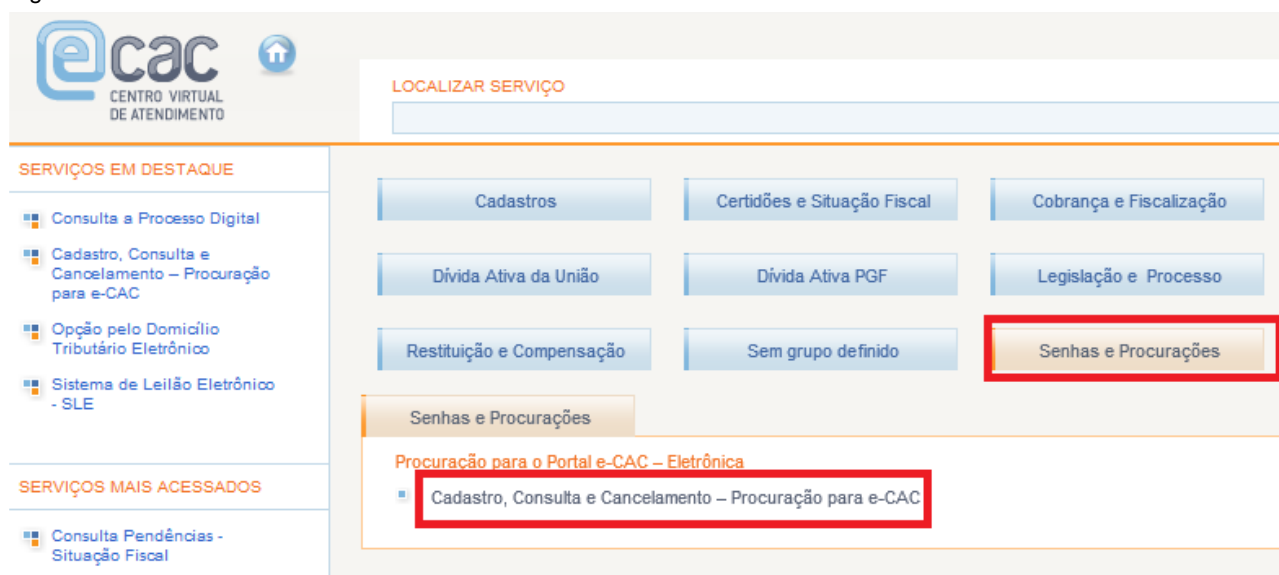 ecac
CENTRO VIRTUAL
DE ATENDIMENTO
LOCALIZAR SERVIÇO
SERVIÇOS EM DESTAQUE
Consulta a Processo Digital
Cadastro, Consulta e
Cancelamento – Procuração
para e-CAC
Opção pelo Domicílio
Tributário Eletrônico
Sistema de Leilão Eletrônico
- SLE
SERVIÇOS MAIS ACESSADOS
Consulta Pendências -
Situação Fiscal
Cadastros
Certidões e Situação Fiscal
Cobrança e Fiscalização
Dívida Ativa da União
Dívida Ativa PGF
Legislação e Processo
Restituição e Compensação
Sem grupo definido
Senhas e Procurações
Senhas e Procurações
Procuração para o Portal e-CAC – Eletrônica
Cadastro, Consulta e Cancelamento – Procuração para e-CAC